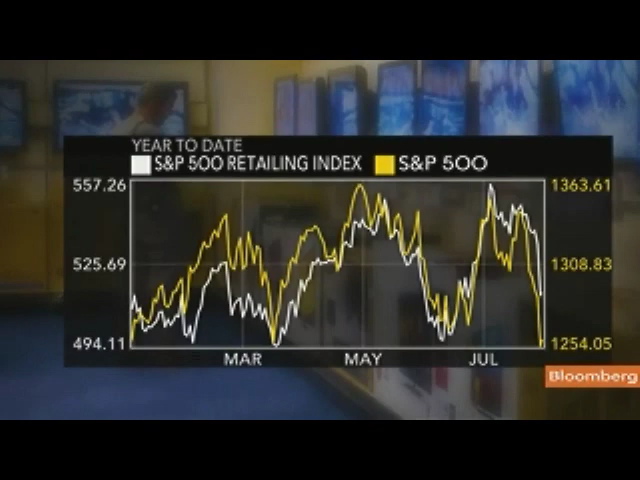 YEAR TO DATE
S&P 500 RETAILING INDEX S&P 500
557.26 1363.61
525.69 1308.83
494.11 1254.05
MAR MAY JUL
Bloomberg